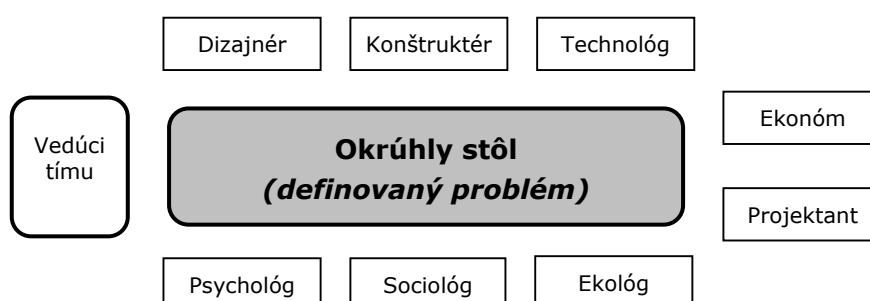 Dizajnér
Konštruktér
Technológ
Vedúci
tímu
Okrúhly stôl
(definovaný problém)
Ekonóm
Projektant
Psychológ
Sociológ
Ekológ